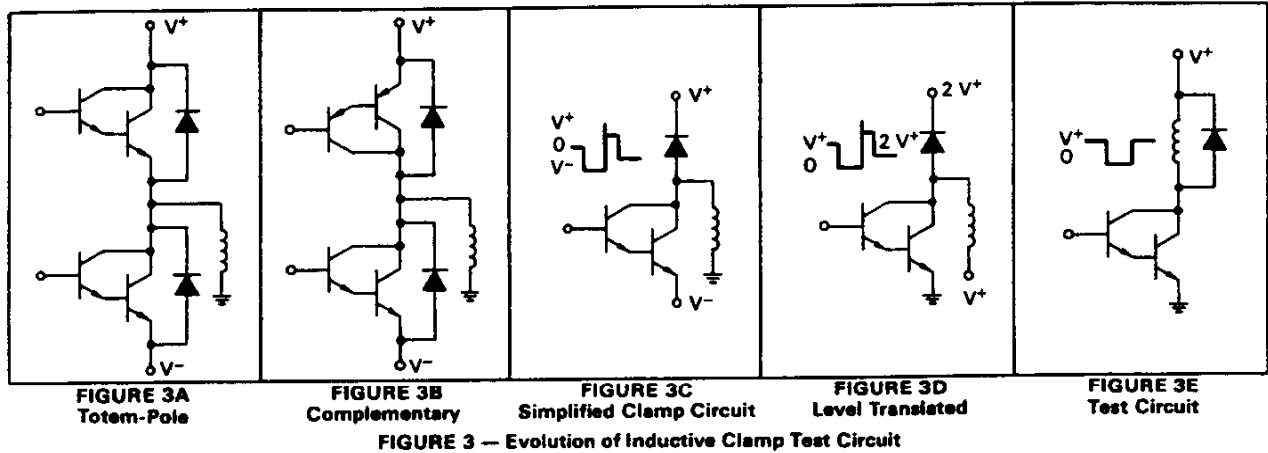 V+
V−
FIGURE 3A
Totem-Pole
V+
V−
FIGURE 3B
Complementary
V+
V+
0
V−
V−
FIGURE 3C
Simplified Clamp Circuit
2 V+
V+
0
2 V+
V+
FIGURE 3D
Level Translated
V+
V+
0
FIGURE 3E
Test Circuit
FIGURE 3 — Evolution of Inductive Clamp Test Circuit